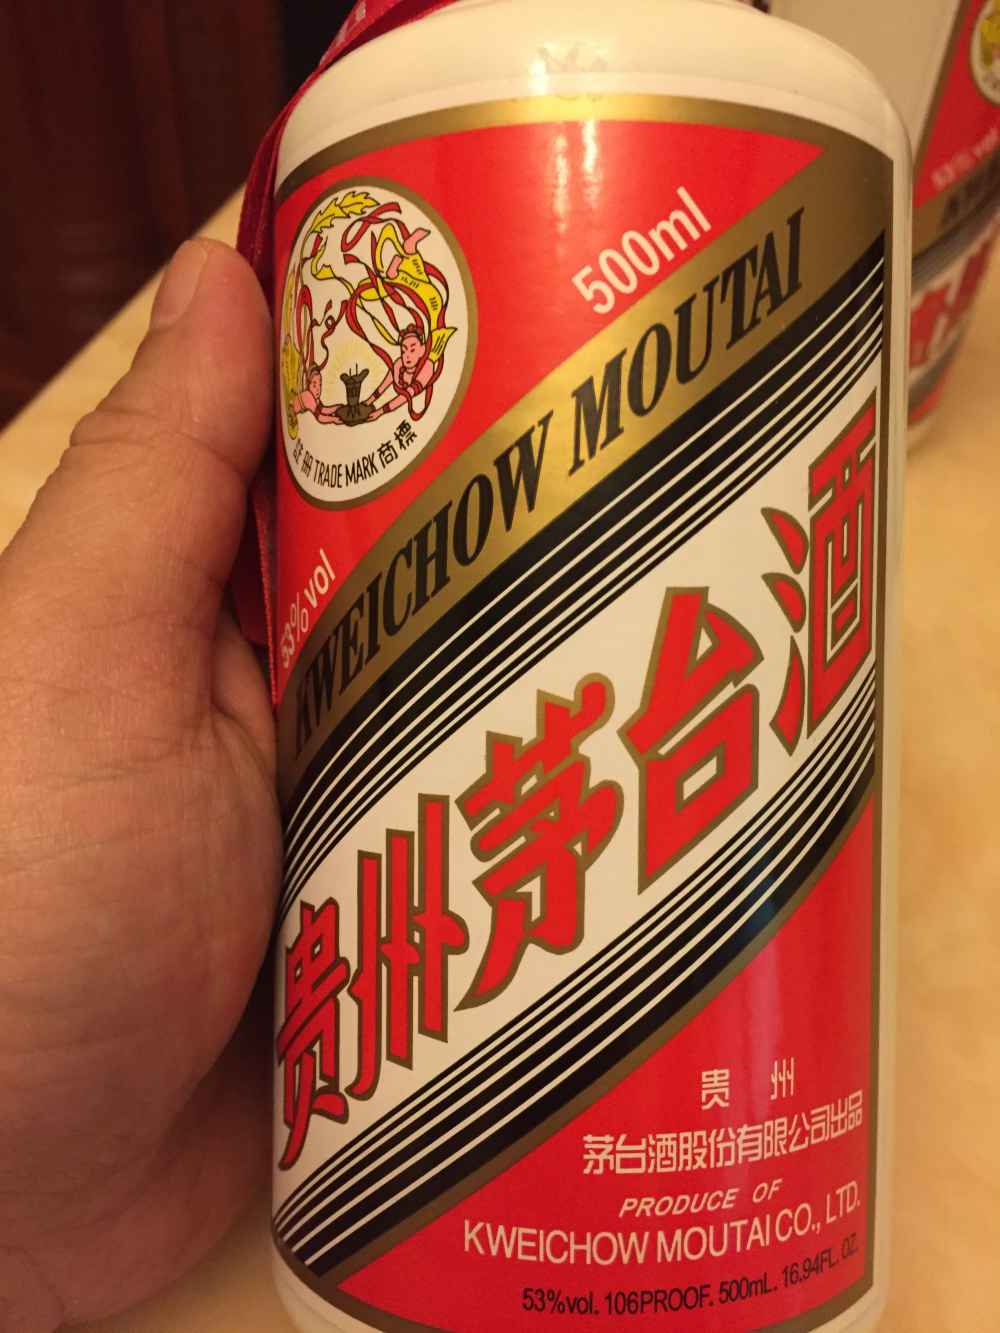 500ml
註冊 TRADE MARK 商標
53%vol
KWEICHOW MOUTAI
贵州茅台酒
贵州
茅台酒股份有限公司出品
PRODUCE OF
KWEICHOW MOUTAI CO., LTD.
53%vol. 106PROOF. 500mL. 16.94FL. OZ.